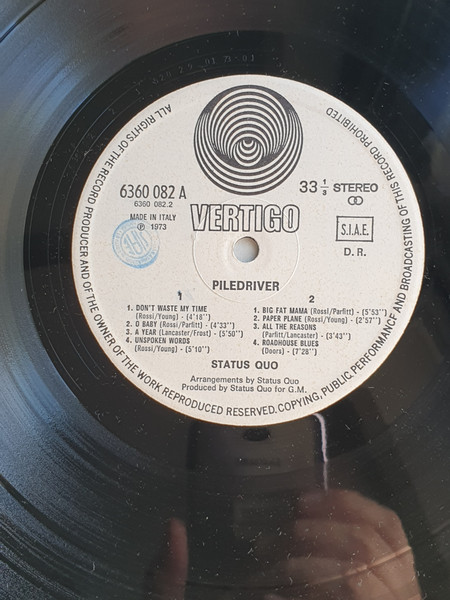 ALL RIGHTS OF THE RECORD PRODUCER AND OF THE OWNER OF THE WORK REPRODUCED RESERVED. COPYING, PUBLIC PERFORMANCE AND BROADCASTING OF THIS RECORD PROHIBITED
6360 082 A
6360 082.2
MADE IN ITALY
℗ 1973
33 1/3 STEREO
VERTIGO
S.I.A.E.
D. R.
PILEDRIVER
1
1. DON'T WASTE MY TIME
(Rossi/Young) - (4'18'')
2. O BABY (Rossi/Parfitt) - (4'33'')
3. A YEAR (Lancaster/Frost) - (5'50'')
4. UNSPOKEN WORDS
(Rossi/Young) - (5'10'')
2
1. BIG FAT MAMA (Rossi/Parfitt) - (5'53'')
2. PAPER PLANE (Rossi/Young) - (2'57'')
3. ALL THE REASONS
(Parfitt/Lancaster) - (3'43'')
4. ROADHOUSE BLUES
(Doors) - (7'28'')
STATUS QUO
Arrangements by Status Quo
Produced by Status Quo for G.M.